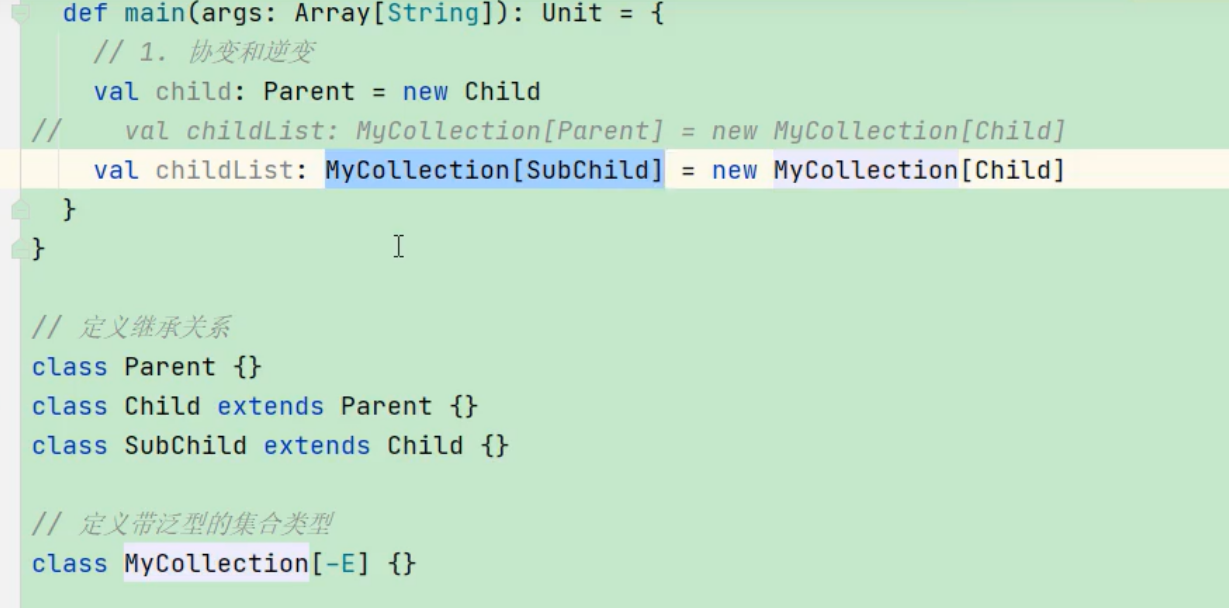 def main(args: Array[String]): Unit = {
// 1. 协变和逆变
val child: Parent = new Child
// val childList: MyCollection[Parent] = new MyCollection[Child]
val childList: MyCollection[SubChild] = new MyCollection[Child]
}
}
// 定义继承关系
class Parent {}
class Child extends Parent {}
class SubChild extends Child {}
// 定义带泛型的集合类型
class MyCollection[-E] {}